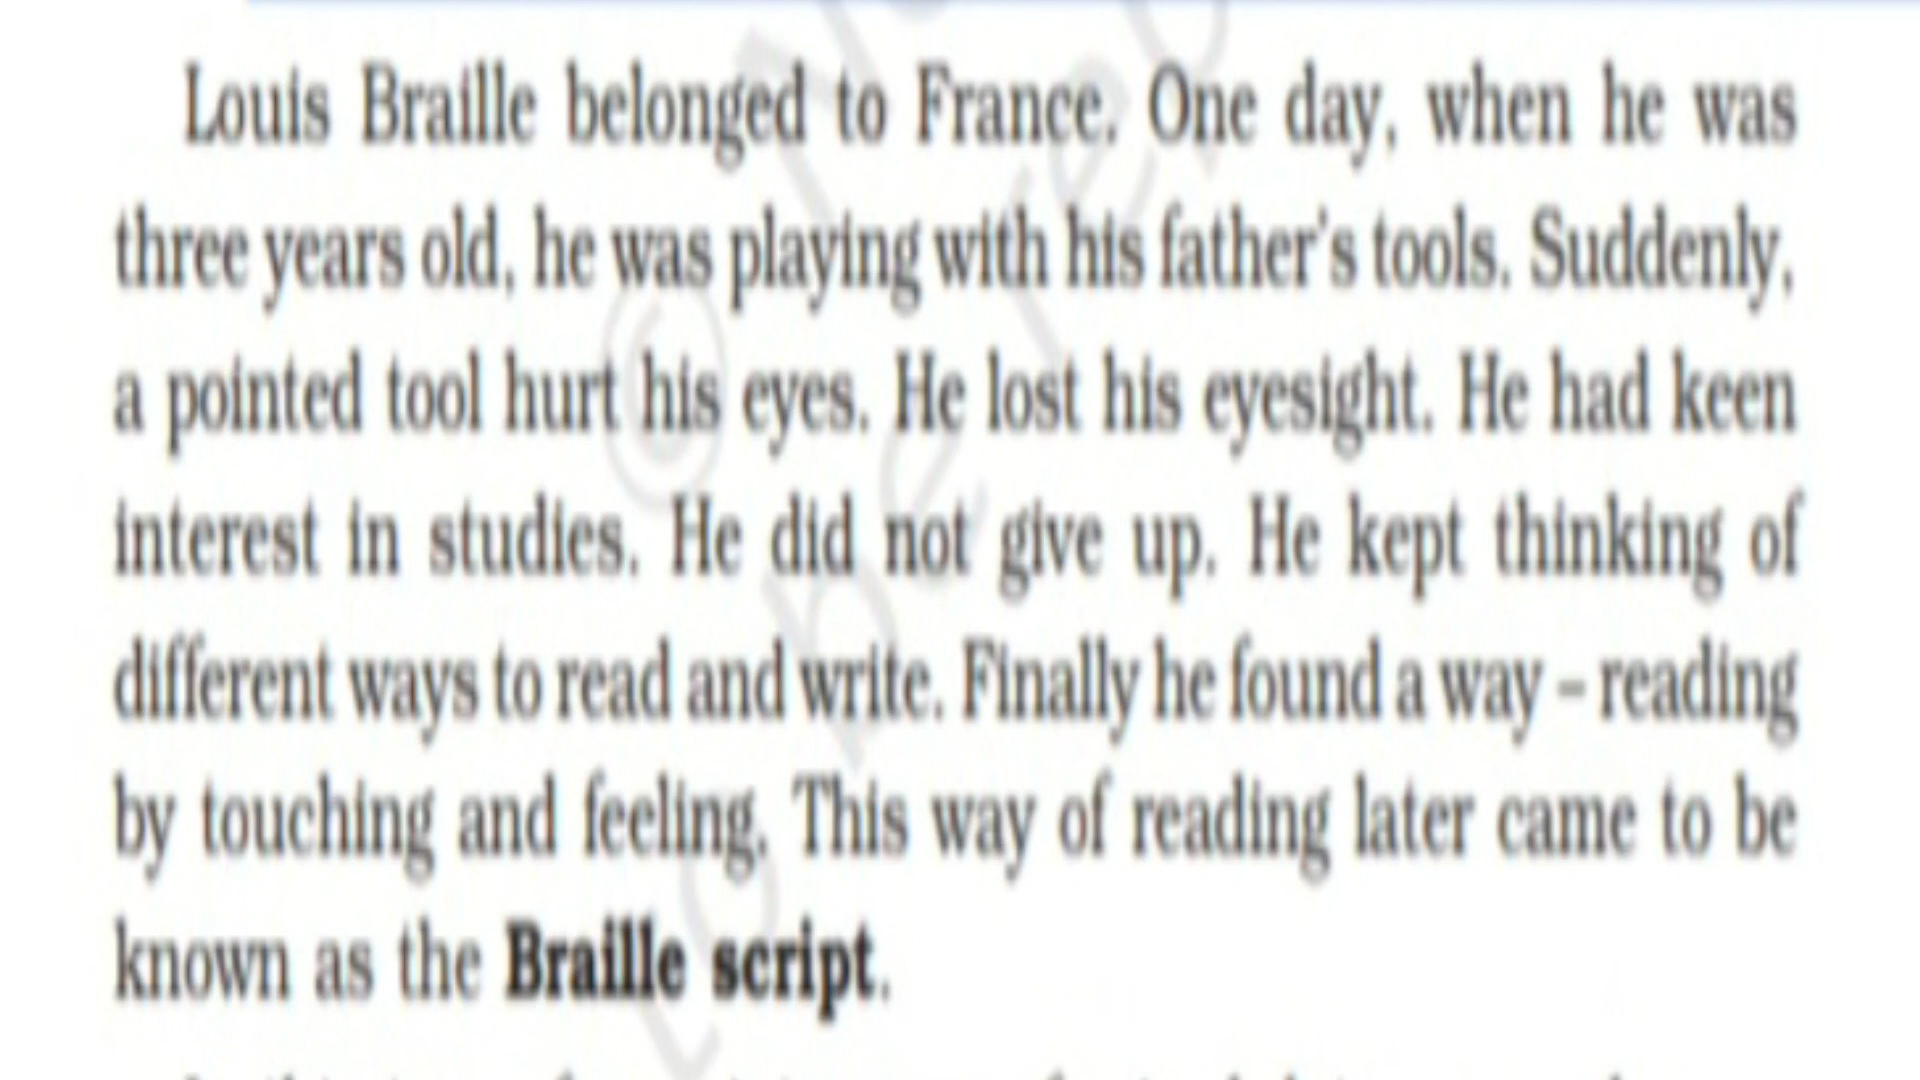 Louis Braille belonged to France. One day, when he was
three years old, he was playing with his father's tools. Suddenly,
a pointed tool hurt his eyes. He lost his eyesight. He had keen
interest in studies. He did not give up. He kept thinking of
different ways to read and write. Finally he found a way – reading
by touching and feeling. This way of reading later came to be
known as the Braille script.